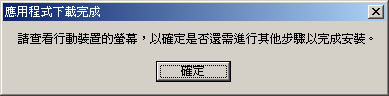 應用程式下載完成
請查看行動裝置的螢幕，以確定是否還需進行其他步驟以完成安裝。
確定